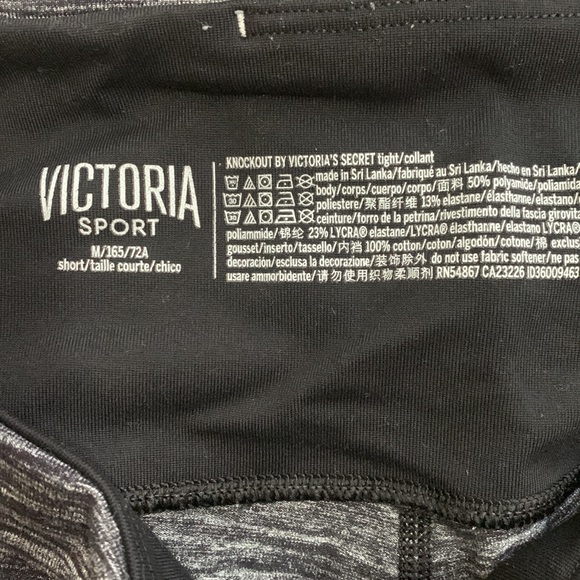 VICTORIA
SPORT
M/165/72A
short/taille courte/chico
KNOCKOUT BY VICTORIA'S SECRET tight/collant
made in Sri Lanka/fabriqué au Sri Lanka/hecho en Sri Lanka/
body/corps/cuerpo/corpo/面料 50% polyamide/poliamida
poliestere/聚酯纤维 13% elastane/élasthanne/elastano/
ceinture/forro de la petrina/rivestimento della fascia girovita
poliammide/锦纶 23% LYCRA® elastane/LYCRA® élasthanne/elastano LYCRA®
gousset/inserto/tassello/内裆 100% cotton/coton/algodón/cotone/棉 exclus
decoración/esclusa la decorazione/装饰除外 do not use fabric softener/ne pas
usare ammorbidente/请勿使用织物柔顺剂 RN54867 CA23226 ID36009463